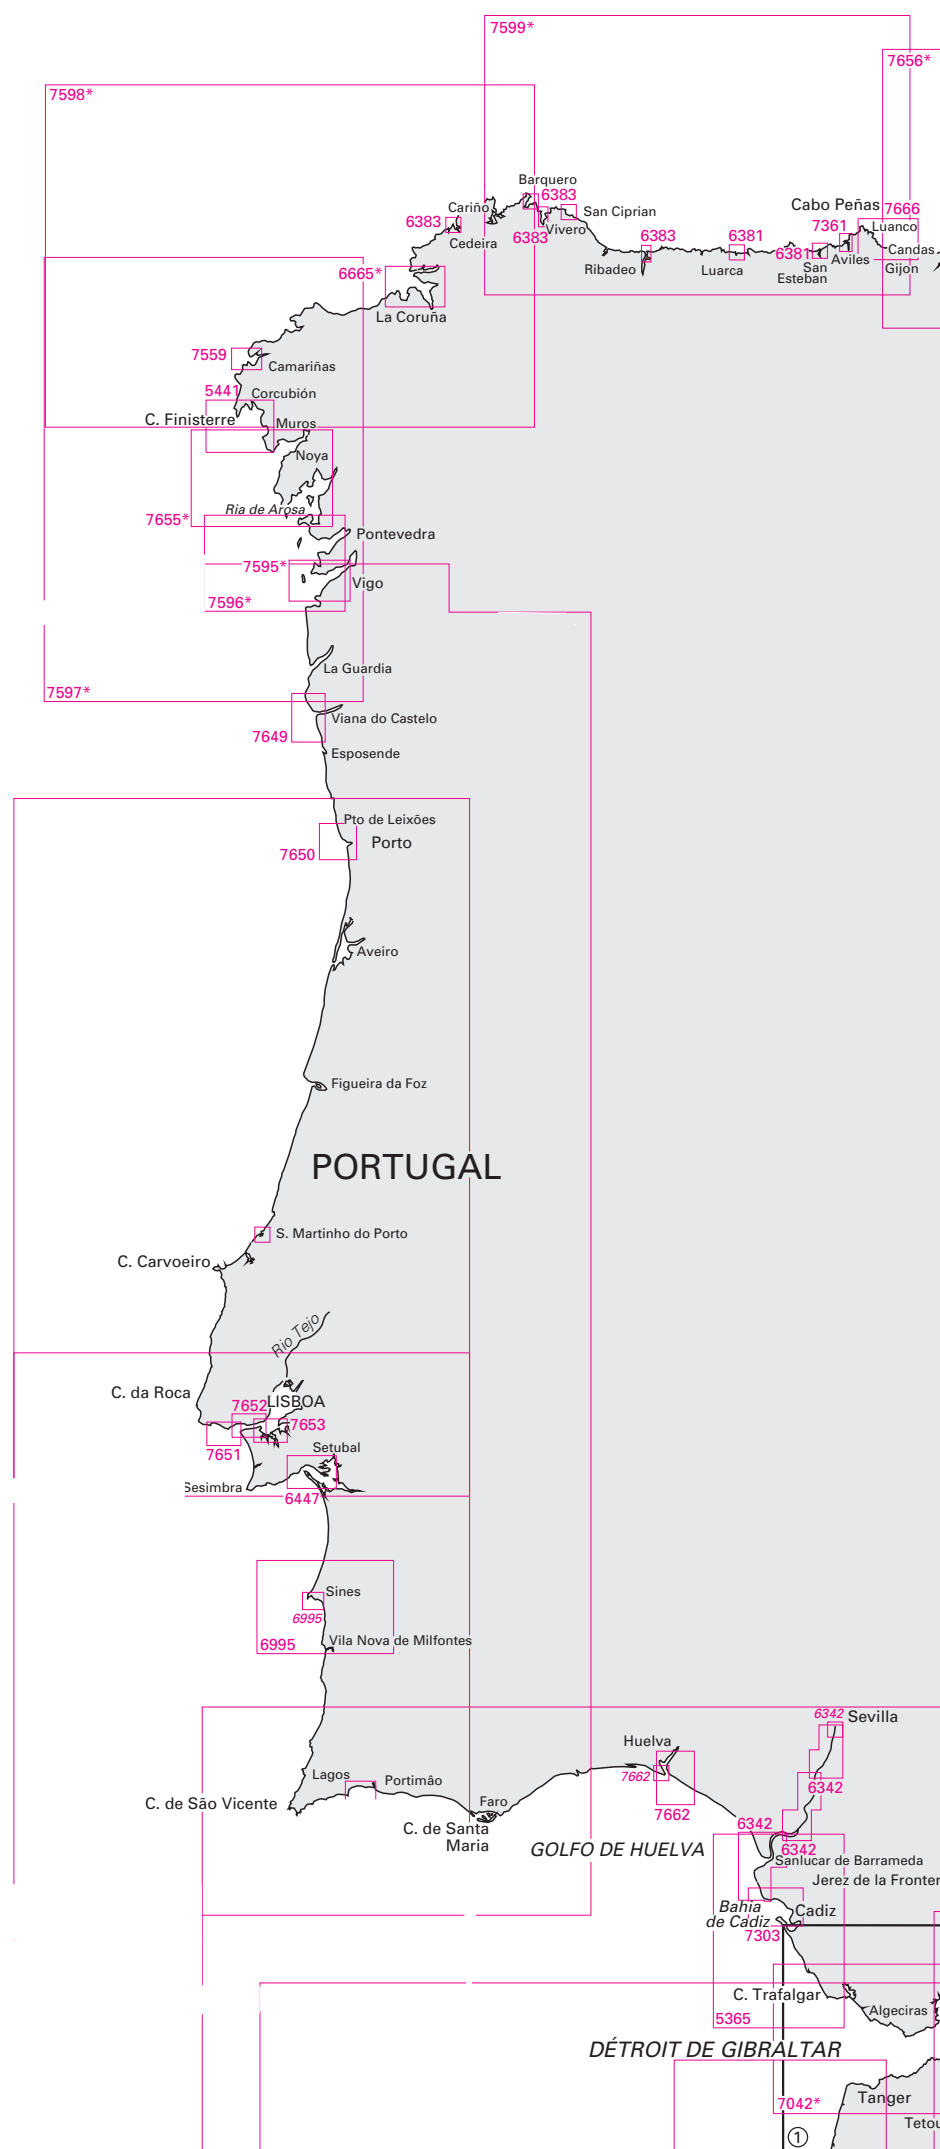 7599*
7656*
7598*
Barquero
6383
Cariño
6383
San Ciprian
Cabo Peñas
7666
Luanco
7361
Vivero
6383
Cedeira
6383
6381
6381
Candas
Aviles
Ribadeo
Luarca
San
Esteban
Gijon
6665*
La Coruña
7559
Camariñas
5441
Corcubión
C. Finisterre
Muros
Noya
Ria de Arosa
7655*
Pontevedra
7595*
Vigo
7596*
La Guardia
7597*
Viana do Castelo
7649
Esposende
Pto de Leixões
Porto
7650
Aveiro
Figueira da Foz
PORTUGAL
S. Martinho do Porto
C. Carvoeiro
Rio Tejo
C. da Roca
LISBOA
7652
7653
7651
Setubal
Sesimbra
6447
Sines
6995
6995
Vila Nova de Milfontes
6342
Sevilla
Huelva
Lagos
Portimâo
7662
6342
C. de São Vicente
Faro
7662
C. de Santa
Maria
6342
6342
GOLFO DE HUELVA
Sanlucar de Barrameda
Jerez de la Fronter
Bahia
de Cadiz
Cadiz
7303
C. Trafalgar
Algeciras
5365
DÉTROIT DE GIBRALTAR
7042*
Tanger
Tetou
1